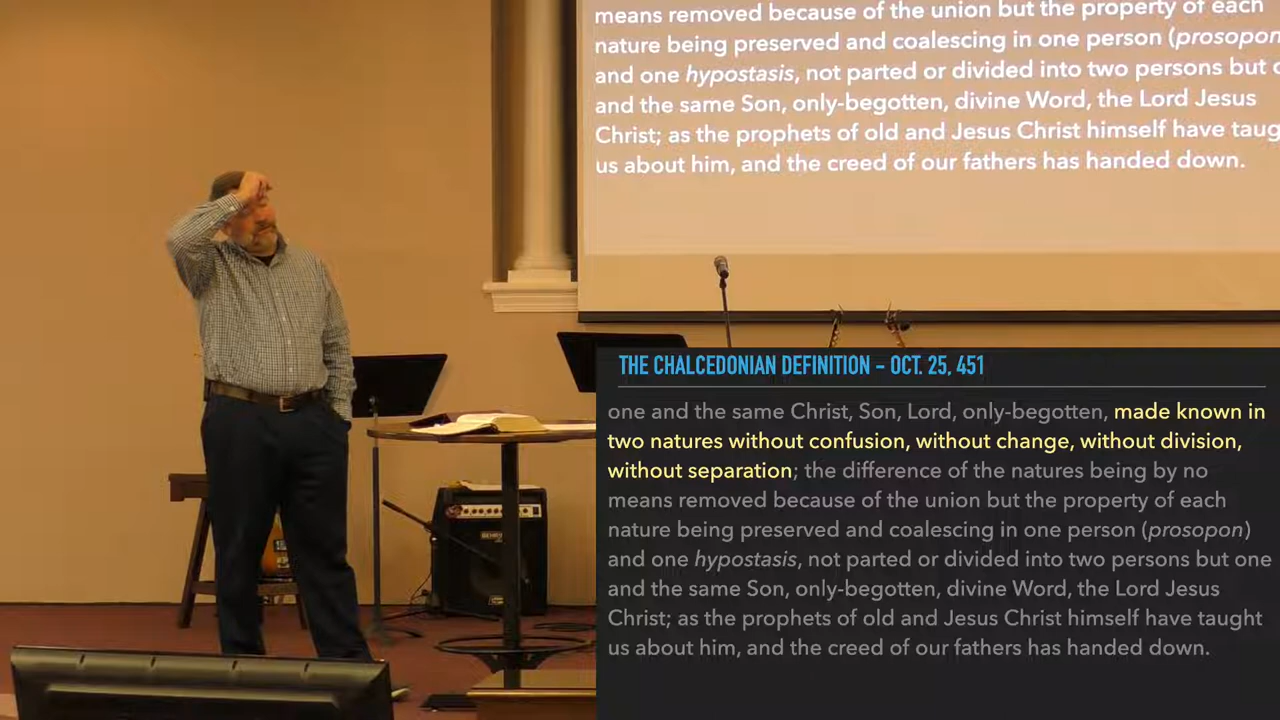 means removed because of the union but the property of each
nature being preserved and coalescing in one person (prosopon
and one hypostasis, not parted or divided into two persons but
and the same Son, only-begotten, divine Word, the Lord Jesus
Christ; as the prophets of old and Jesus Christ himself have taug
us about him, and the creed of our fathers has handed down.
THE CHALCEDONIAN DEFINITION – OCT. 25, 451
one and the same Christ, Son, Lord, only-begotten, made known in
two natures without confusion, without change, without division,
without separation; the difference of the natures being by no
means removed because of the union but the property of each
nature being preserved and coalescing in one person (prosopon)
and one hypostasis, not parted or divided into two persons but one
and the same Son, only-begotten, divine Word, the Lord Jesus
Christ; as the prophets of old and Jesus Christ himself have taught
us about him, and the creed of our fathers has handed down.